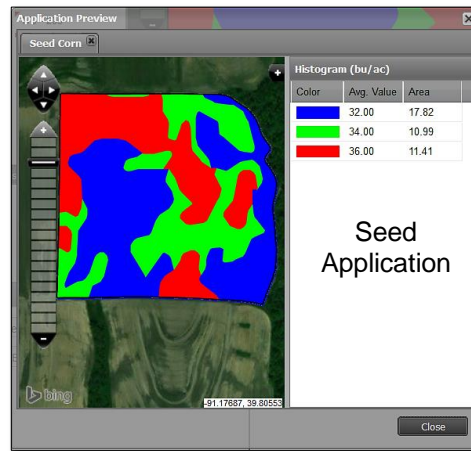 Application Preview
Seed Corn
Histogram (bu/ac)
Color Avg. Value Area
32.00 17.82
34.00 10.99
36.00 11.41
Seed
Application
bing
-91.17687, 39.80553
Close